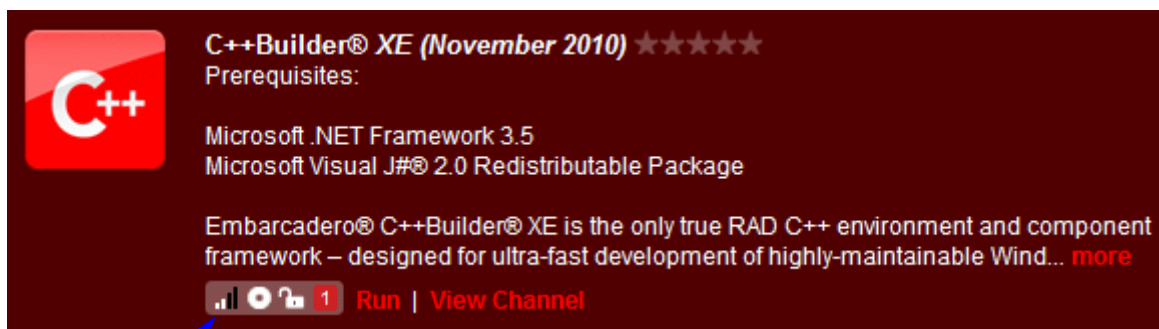 C++
C++Builder® XE (November 2010)
Prerequisites:
Microsoft .NET Framework 3.5
Microsoft Visual J#® 2.0 Redistributable Package
Embarcadero® C++Builder® XE is the only true RAD C++ environment and component
framework – designed for ultra-fast development of highly-maintainable Wind... more
1 Run | View Channel